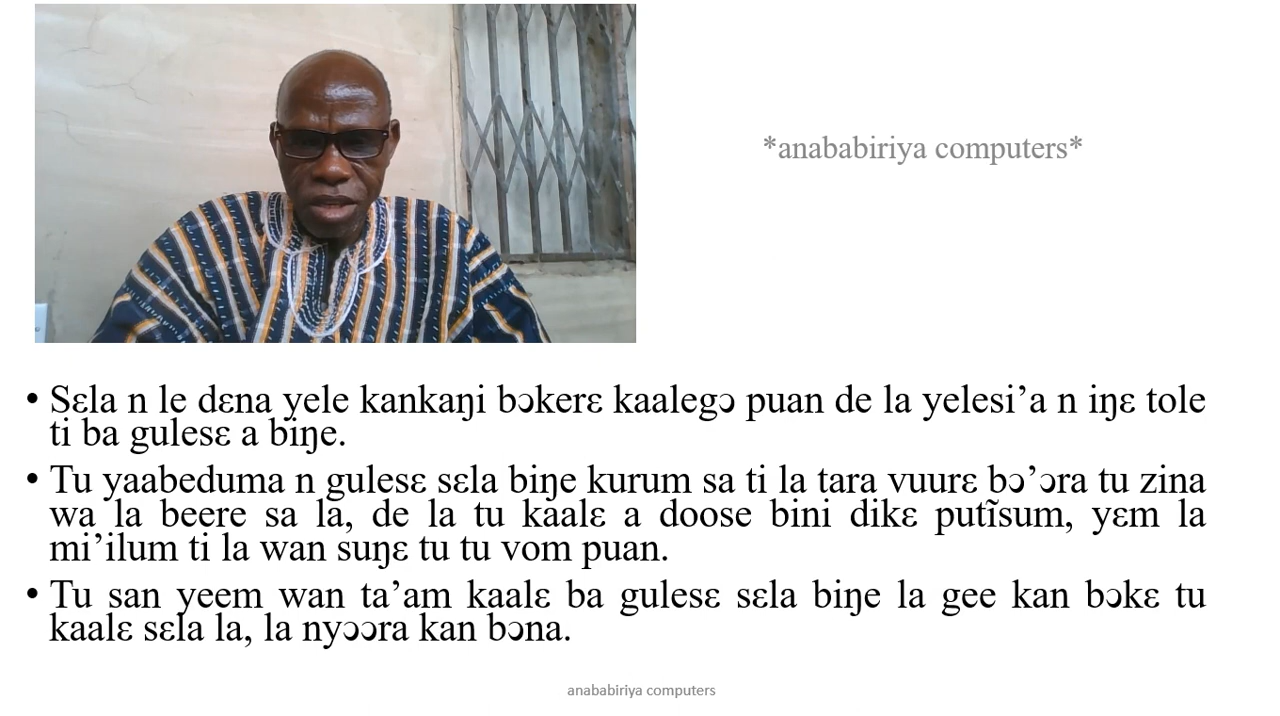 *anababiriya computers*
• Sɛla n le dɛna yele kankaŋi bɔkerɛ kaalegɔ puan de la yelesi’a n iŋɛ tole
ti ba gulesɛ a biŋe.
• Tu yaabeduma n gulesɛ sɛla biŋe kurum sa ti la tara vuurɛ bɔ’ɔra tu zina
wa la beere sa la, de la tu kaalɛ a doose bini dikɛ putĩsum, yɛm la
mi’ilum ti la wan suŋɛ tu tu vom puan.
• Tu san yeem wan ta’am kaalɛ ba gulesɛ sɛla biŋe la gee kan bɔkɛ tu
kaalɛ sɛla la, la nyɔɔra kan bɔna.
anababiriya computers